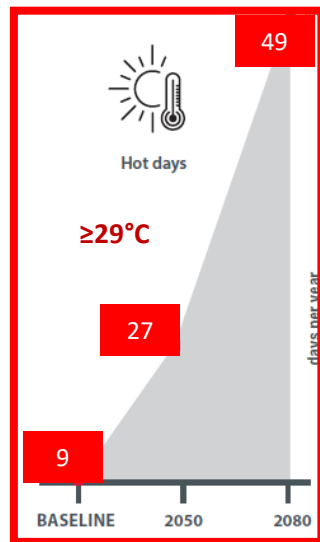 49
Hot days
≥29°C
27
days per year
9
BASELINE 2050 2080